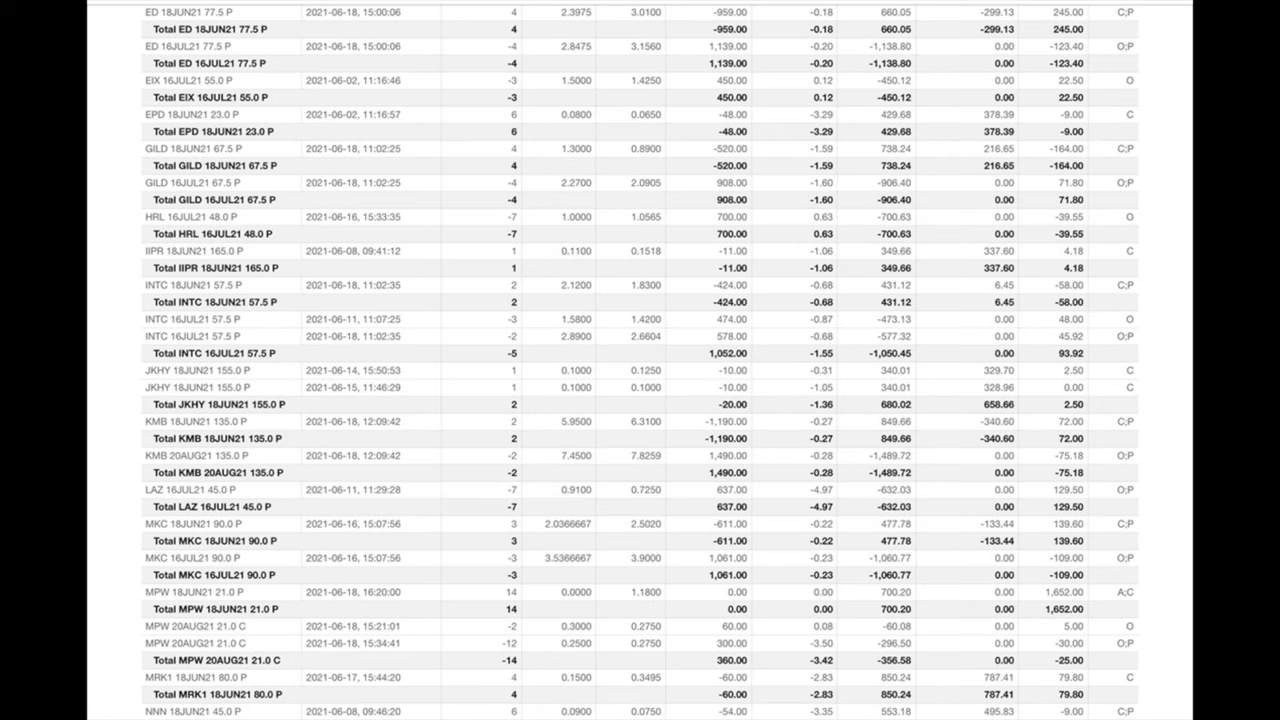 ED 18JUN21 77.5 P 2021-06-18, 15:00:06 4 2.3975 3.0100 -959.00 -0.18 660.05 -299.13 245.00 C;P
Total ED 18JUN21 77.5 P 4 -959.00 -0.18 660.05 -299.13 245.00
ED 16JUL21 77.5 P 2021-06-18, 15:00:06 -4 2.8475 3.1560 1,139.00 -0.20 -1,138.80 0.00 -123.40 O;P
Total ED 16JUL21 77.5 P -4 1,139.00 -0.20 -1,138.80 0.00 -123.40
EIX 16JUL21 55.0 P 2021-06-02, 11:16:46 -3 1.5000 1.4250 450.00 0.12 -450.12 0.00 22.50 O
Total EIX 16JUL21 55.0 P -3 450.00 0.12 -450.12 0.00 22.50
EPD 18JUN21 23.0 P 2021-06-02, 11:16:57 6 0.0800 0.0650 -48.00 -3.29 429.68 378.39 -9.00 C
Total EPD 18JUN21 23.0 P 6 -48.00 -3.29 429.68 378.39 -9.00
GILD 18JUN21 67.5 P 2021-06-18, 11:02:25 4 1.3000 0.8900 -520.00 -1.59 738.24 216.65 -164.00 C;P
Total GILD 18JUN21 67.5 P 4 -520.00 -1.59 738.24 216.65 -164.00
GILD 16JUL21 67.5 P 2021-06-18, 11:02:25 -4 2.2700 2.0905 908.00 -1.60 -906.40 0.00 71.80 O;P
Total GILD 16JUL21 67.5 P -4 908.00 -1.60 -906.40 0.00 71.80
HRL 16JUL21 48.0 P 2021-06-16, 15:33:35 -7 1.0000 1.0565 700.00 0.63 -700.63 0.00 -39.55 O
Total HRL 16JUL21 48.0 P -7 700.00 0.63 -700.63 0.00 -39.55
IIPR 18JUN21 165.0 P 2021-06-08, 09:41:12 1 0.1100 0.1518 -11.00 -1.06 349.66 337.60 4.18 C
Total IIPR 18JUN21 165.0 P 1 -11.00 -1.06 349.66 337.60 4.18
INTC 18JUN21 57.5 P 2021-06-18, 11:02:35 2 2.1200 1.8300 -424.00 -0.68 431.12 6.45 -58.00 C;P
Total INTC 18JUN21 57.5 P 2 -424.00 -0.68 431.12 6.45 -58.00
INTC 16JUL21 57.5 P 2021-06-11, 11:07:25 -3 1.5800 1.4200 474.00 -0.87 -473.13 0.00 48.00 O
INTC 16JUL21 57.5 P 2021-06-18, 11:02:35 -2 2.8900 2.6604 578.00 -0.68 -577.32 0.00 45.92 O;P
Total INTC 16JUL21 57.5 P -5 1,052.00 -1.55 -1,050.45 0.00 93.92
JKHY 18JUN21 155.0 P 2021-06-14, 15:50:53 1 0.1000 0.1250 -10.00 -0.31 340.01 329.70 2.50 C
JKHY 18JUN21 155.0 P 2021-06-15, 11:46:29 1 0.1000 0.1000 -10.00 -1.05 340.01 328.96 0.00 C
Total JKHY 18JUN21 155.0 P 2 -20.00 -1.36 680.02 658.66 2.50
KMB 18JUN21 135.0 P 2021-06-18, 12:09:42 2 5.9500 6.3100 -1,190.00 -0.27 849.66 -340.60 72.00 C;P
Total KMB 18JUN21 135.0 P 2 -1,190.00 -0.27 849.66 -340.60 72.00
KMB 20AUG21 135.0 P 2021-06-18, 12:09:42 -2 7.4500 7.8259 1,490.00 -0.28 -1,489.72 0.00 -75.18 O;P
Total KMB 20AUG21 135.0 P -2 1,490.00 -0.28 -1,489.72 0.00 -75.18
LAZ 16JUL21 45.0 P 2021-06-11, 11:29:28 -7 0.9100 0.7250 637.00 -4.97 -632.03 0.00 129.50 O;P
Total LAZ 16JUL21 45.0 P -7 637.00 -4.97 -632.03 0.00 129.50
MKC 18JUN21 90.0 P 2021-06-16, 15:07:56 3 2.0366667 2.5020 -611.00 -0.22 477.78 -133.44 139.60 C;P
Total MKC 18JUN21 90.0 P 3 -611.00 -0.22 477.78 -133.44 139.60
MKC 16JUL21 90.0 P 2021-06-16, 15:07:56 -3 3.5366667 3.9000 1,061.00 -0.23 -1,060.77 0.00 -109.00 O;P
Total MKC 16JUL21 90.0 P -3 1,061.00 -0.23 -1,060.77 0.00 -109.00
MPW 18JUN21 21.0 P 2021-06-18, 16:20:00 14 0.0000 1.1800 0.00 0.00 700.20 0.00 1,652.00 A;C
Total MPW 18JUN21 21.0 P 14 0.00 0.00 700.20 0.00 1,652.00
MPW 20AUG21 21.0 C 2021-06-18, 15:21:01 -2 0.3000 0.2750 60.00 0.08 -60.08 0.00 5.00 O
MPW 20AUG21 21.0 C 2021-06-18, 15:34:41 -12 0.2500 0.2750 300.00 -3.50 -296.50 0.00 -30.00 O;P
Total MPW 20AUG21 21.0 C -14 360.00 -3.42 -356.58 0.00 -25.00
MRK1 18JUN21 80.0 P 2021-06-17, 15:44:20 4 0.1500 0.3495 -60.00 -2.83 850.24 787.41 79.80 C
Total MRK1 18JUN21 80.0 P 4 -60.00 -2.83 850.24 787.41 79.80
NNN 18JUN21 45.0 P 2021-06-08, 09:46:20 6 0.0900 0.0750 -54.00 -3.35 553.18 495.83 -9.00 C;P